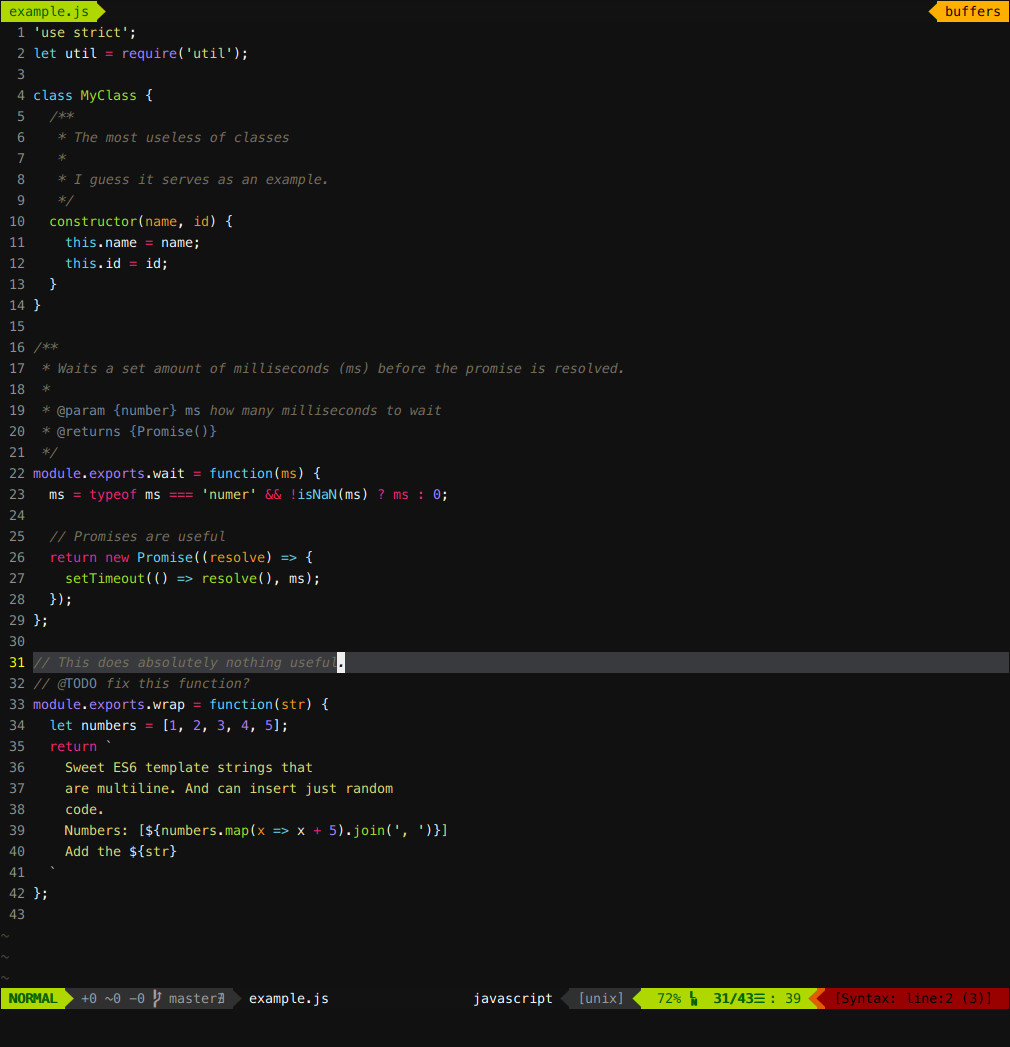 example.js buffers
1 'use strict';
2 let util = require('util');
3
4 class MyClass {
5   /**
6    * The most useless of classes
7    *
8    * I guess it serves as an example.
9    */
10   constructor(name, id) {
11     this.name = name;
12     this.id = id;
13   }
14 }
15
16 /**
17  * Waits a set amount of milliseconds (ms) before the promise is resolved.
18  *
19  * @param {number} ms how many milliseconds to wait
20  * @returns {Promise()}
21  */
22 module.exports.wait = function(ms) {
23   ms = typeof ms === 'numer' && !isNaN(ms) ? ms : 0;
24
25   // Promises are useful
26   return new Promise((resolve) => {
27     setTimeout(() => resolve(), ms);
28   });
29 };
30
31 // This does absolutely nothing useful.
32 // @TODO fix this function?
33 module.exports.wrap = function(str) {
34   let numbers = [1, 2, 3, 4, 5];
35   return `
36     Sweet ES6 template strings that
37     are multiline. And can insert just random
38     code.
39     Numbers: [${numbers.map(x => x + 5).join(', ')}]
40     Add the ${str}
41   `
42 };
43
~
~
~
NORMAL +0 ~0 -0 master∄ example.js javascript [unix] 72% ␤ 31/43☰ : 39 [Syntax: line:2 (3)]